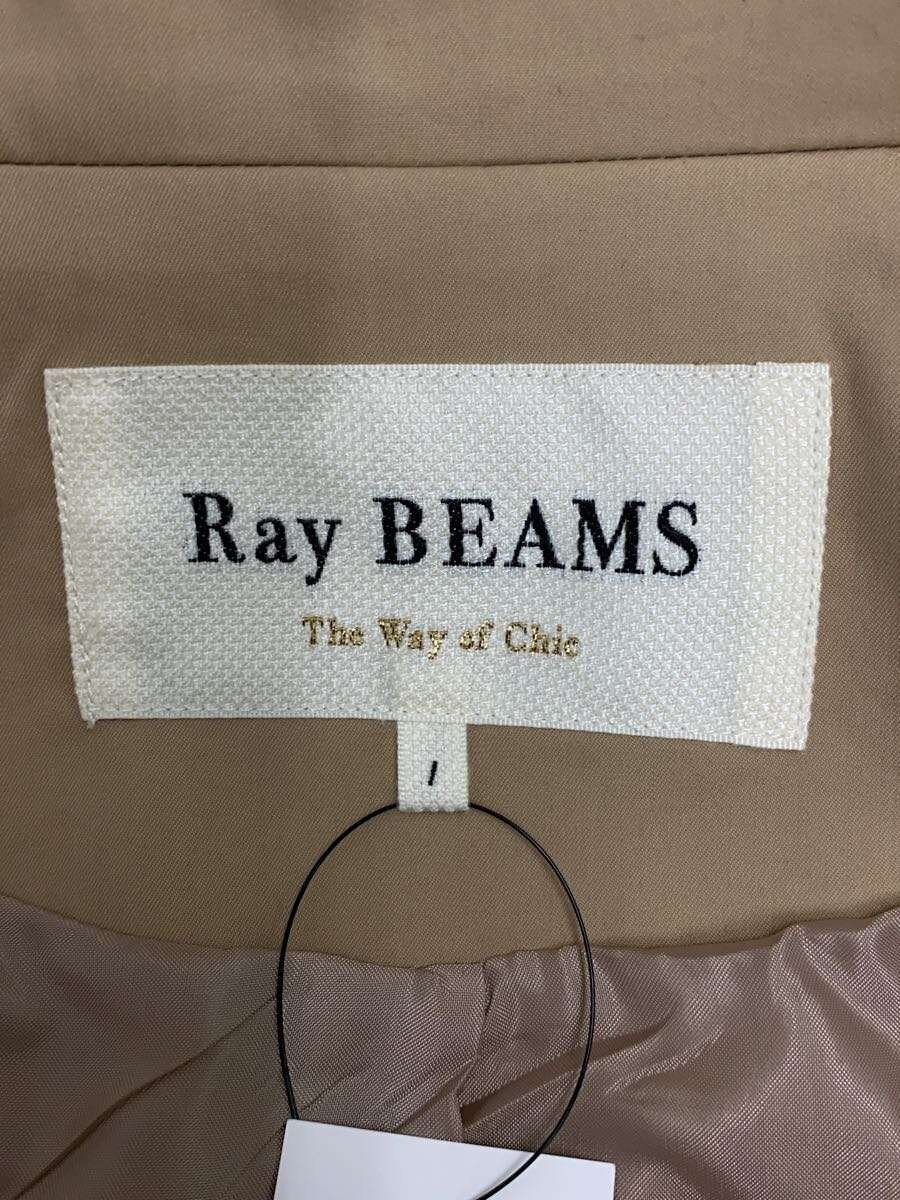 Ray BEAMS
The Way of Chic
1